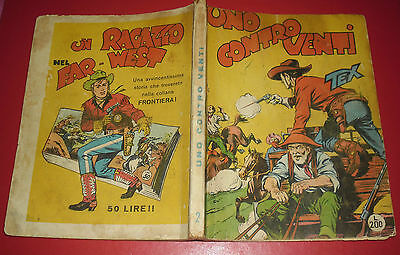 UN RAGAZZO
NEL FAR-WEST
Una avvincentissima
storia che troverete
nella collana
FRONTIERA!
50 LIRE!!
UNO CONTRO VENTI
2
UNO
CONTRO
VENTI
TEX
L.
200